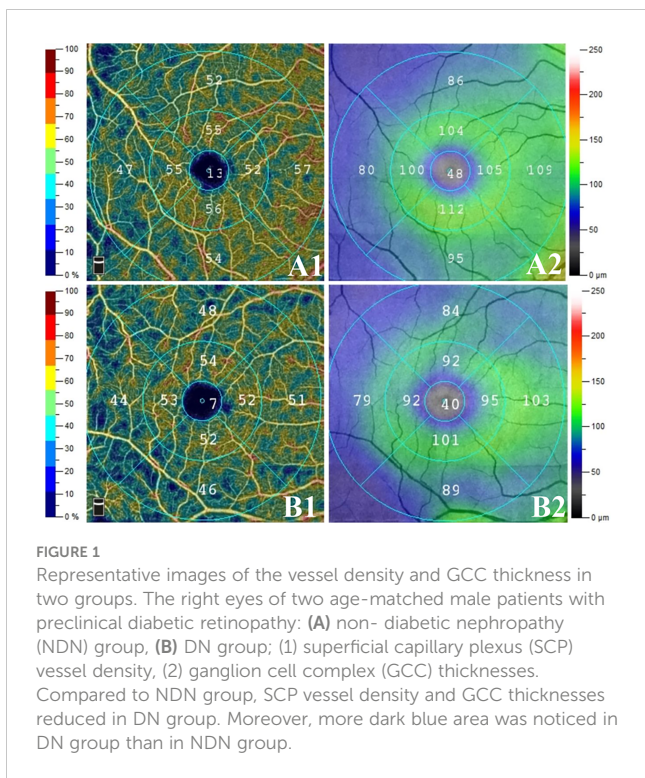 100
90
80
70
60
50
40
30
20
10
0 %
52
55
47 55 13 52 57
56
54
A1
86
104
80 100 48 105 109
112
95
A2
250
200
150
100
50
0 µm
100
90
80
70
60
50
40
30
20
10
0 %
48
54
44 53 7 52 51
52
46
B1
84
92
79 92 40 95 103
101
89
B2
250
200
150
100
50
0 µm
FIGURE 1
Representative images of the vessel density and GCC thickness in
two groups. The right eyes of two age-matched male patients with
preclinical diabetic retinopathy: (A) non- diabetic nephropathy
(NDN) group, (B) DN group; (1) superficial capillary plexus (SCP)
vessel density, (2) ganglion cell complex (GCC) thicknesses.
Compared to NDN group, SCP vessel density and GCC thicknesses
reduced in DN group. Moreover, more dark blue area was noticed in
DN group than in NDN group.